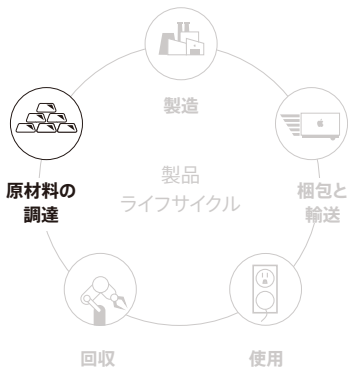 製造
原材料の
調達
製品
ライフサイクル
梱包と
輸送
回収
使用